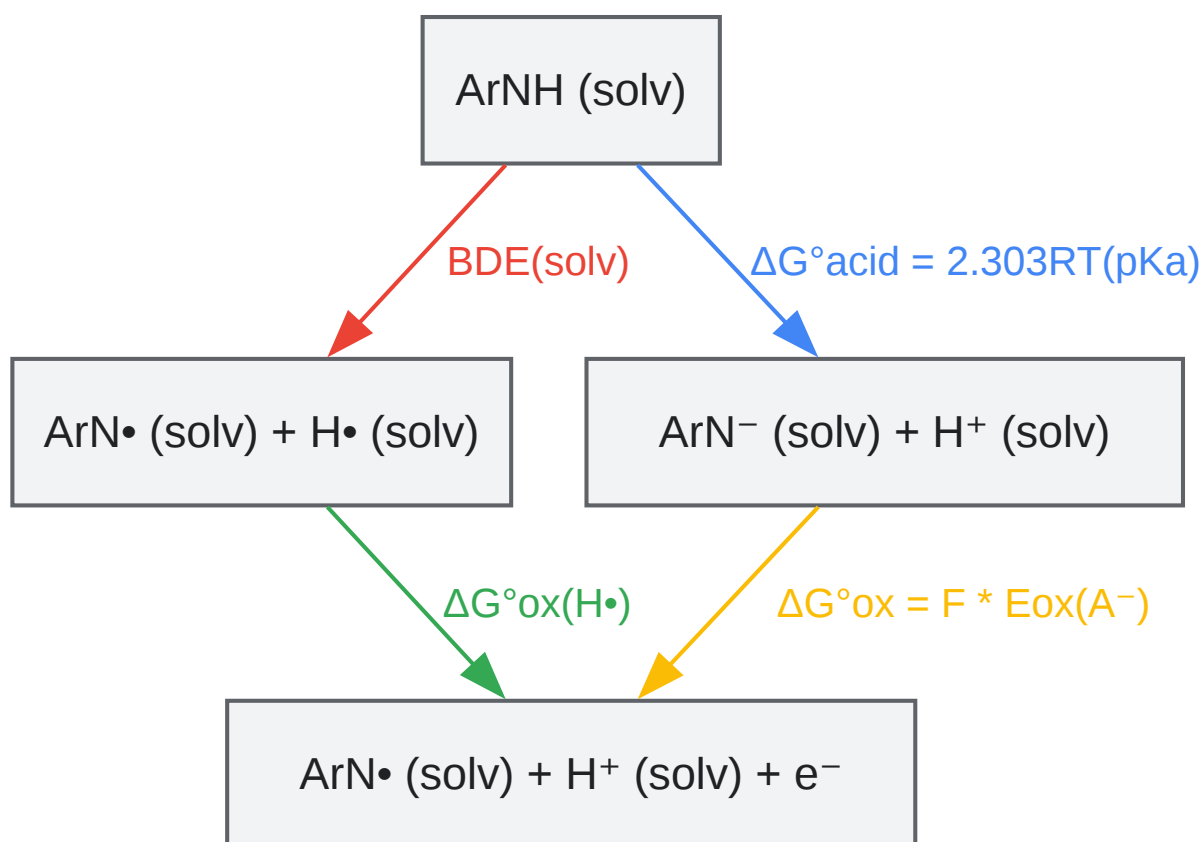 ArNH (solv)
BDE(solv)
ΔG°acid = 2.303RT(pKa)
ArN• (solv) + H• (solv)
ArN⁻ (solv) + H⁺ (solv)
ΔG°ox(H•)
ΔG°ox = F * Eox(A⁻)
ArN• (solv) + H⁺ (solv) + e⁻